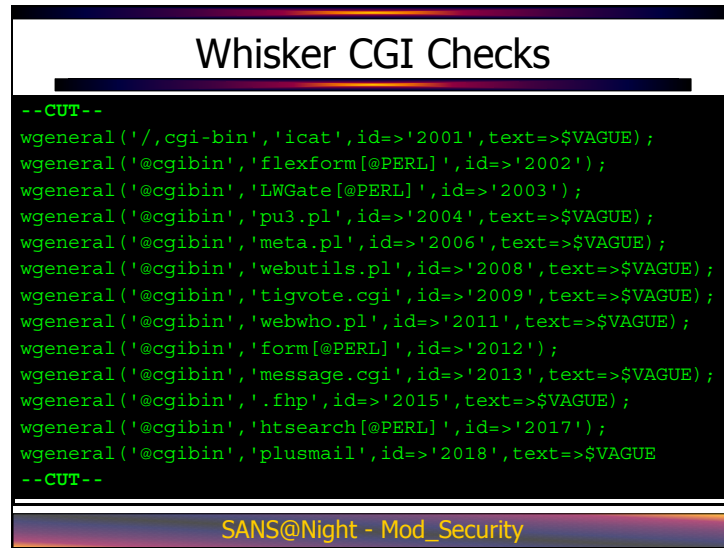 Whisker CGI Checks
--CUT--
wgeneral('/,cgi-bin','icat',id=>'2001',text=>$VAGUE);
wgeneral('@cgibin','flexform[@PERL]',id=>'2002');
wgeneral('@cgibin','LWGate[@PERL]',id=>'2003');
wgeneral('@cgibin','pu3.pl',id=>'2004',text=>$VAGUE);
wgeneral('@cgibin','meta.pl',id=>'2006',text=>$VAGUE);
wgeneral('@cgibin','webutils.pl',id=>'2008',text=>$VAGUE);
wgeneral('@cgibin','tigvote.cgi',id=>'2009',text=>$VAGUE);
wgeneral('@cgibin','webwho.pl',id=>'2011',text=>$VAGUE);
wgeneral('@cgibin','form[@PERL]',id=>'2012');
wgeneral('@cgibin','message.cgi',id=>'2013',text=>$VAGUE);
wgeneral('@cgibin','.fhp',id=>'2015',text=>$VAGUE);
wgeneral('@cgibin','htsearch[@PERL]',id=>'2017');
wgeneral('@cgibin','plusmail',id=>'2018',text=>$VAGUE
--CUT--
SANS@Night - Mod_Security